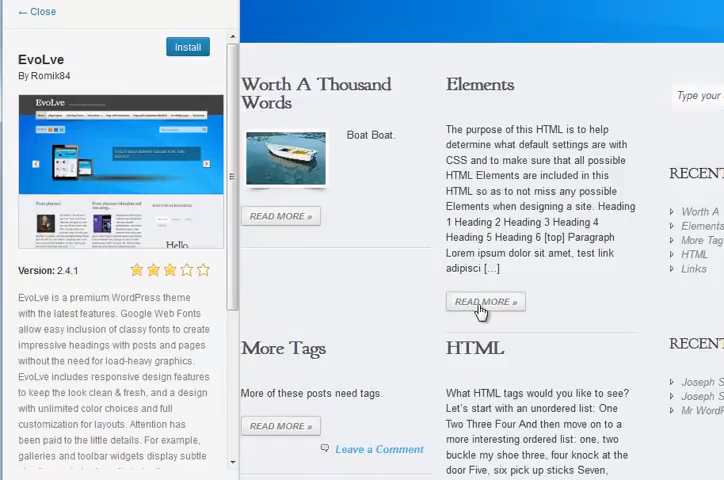 ← Close
Install
EvoLve
By Romik84
EvoLve
Version: 2.4.1
EvoLve is a premium WordPress theme
with the latest features. Google Web Fonts
allow easy inclusion of classy fonts to create
impressive headings with posts and pages
without the need for load-heavy graphics.
EvoLve includes responsive design features
to keep the look clean & fresh, and a design
with unlimited color choices and full
customization for layouts. Attention has
been paid to the little details. For example,
galleries and toolbar widgets display subtle
Worth A Thousand
Words
Boat Boat.
READ MORE »
More Tags
More of these posts need tags.
READ MORE »
Leave a Comment
Elements
The purpose of this HTML is to help
determine what default settings are with
CSS and to make sure that all possible
HTML Elements are included in this
HTML so as to not miss any possible
Elements when designing a site. Heading
1 Heading 2 Heading 3 Heading 4
Heading 5 Heading 6 [top] Paragraph
Lorem ipsum dolor sit amet, test link
adipisci [...]
READ MORE »
HTML
What HTML tags would you like to see?
Let's start with an unordered list: One
Two Three Four And then move on to a
more interesting ordered list: one, two
buckle my shoe three, four knock at the
door Five, six pick up sticks Seven,
Type your
RECENT
Worth A
Elements
More Tag
HTML
Links
RECENT
Joseph S
Joseph S
Mr WordP